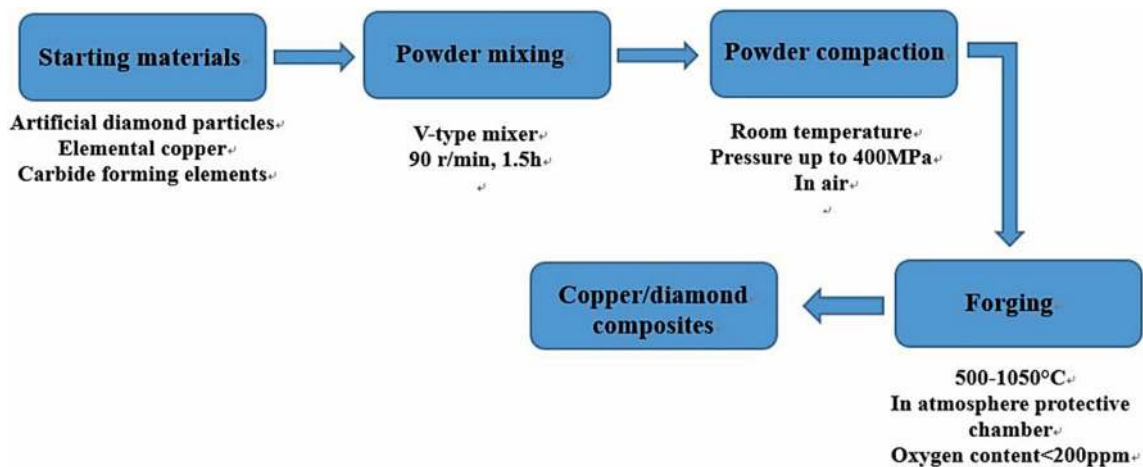 Starting materials
Artificial diamond particles
Elemental copper
Carbide forming elements
Powder mixing
V-type mixer
90 r/min, 1.5h
Powder compaction
Room temperature
Pressure up to 400MPa
In air
Forging
500-1050°C
In atmosphere protective
chamber
Oxygen content<200ppm
Copper/diamond
composites